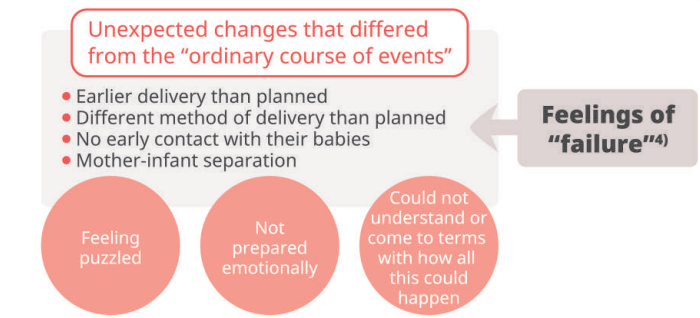 Unexpected changes that differed
from the “ordinary course of events”
• Earlier delivery than planned
• Different method of delivery than planned
• No early contact with their babies
• Mother-infant separation
Feelings of
“failure”4)
Feeling
puzzled
Not
prepared
emotionally
Could not
understand or
come to terms
with how all
this could
happen